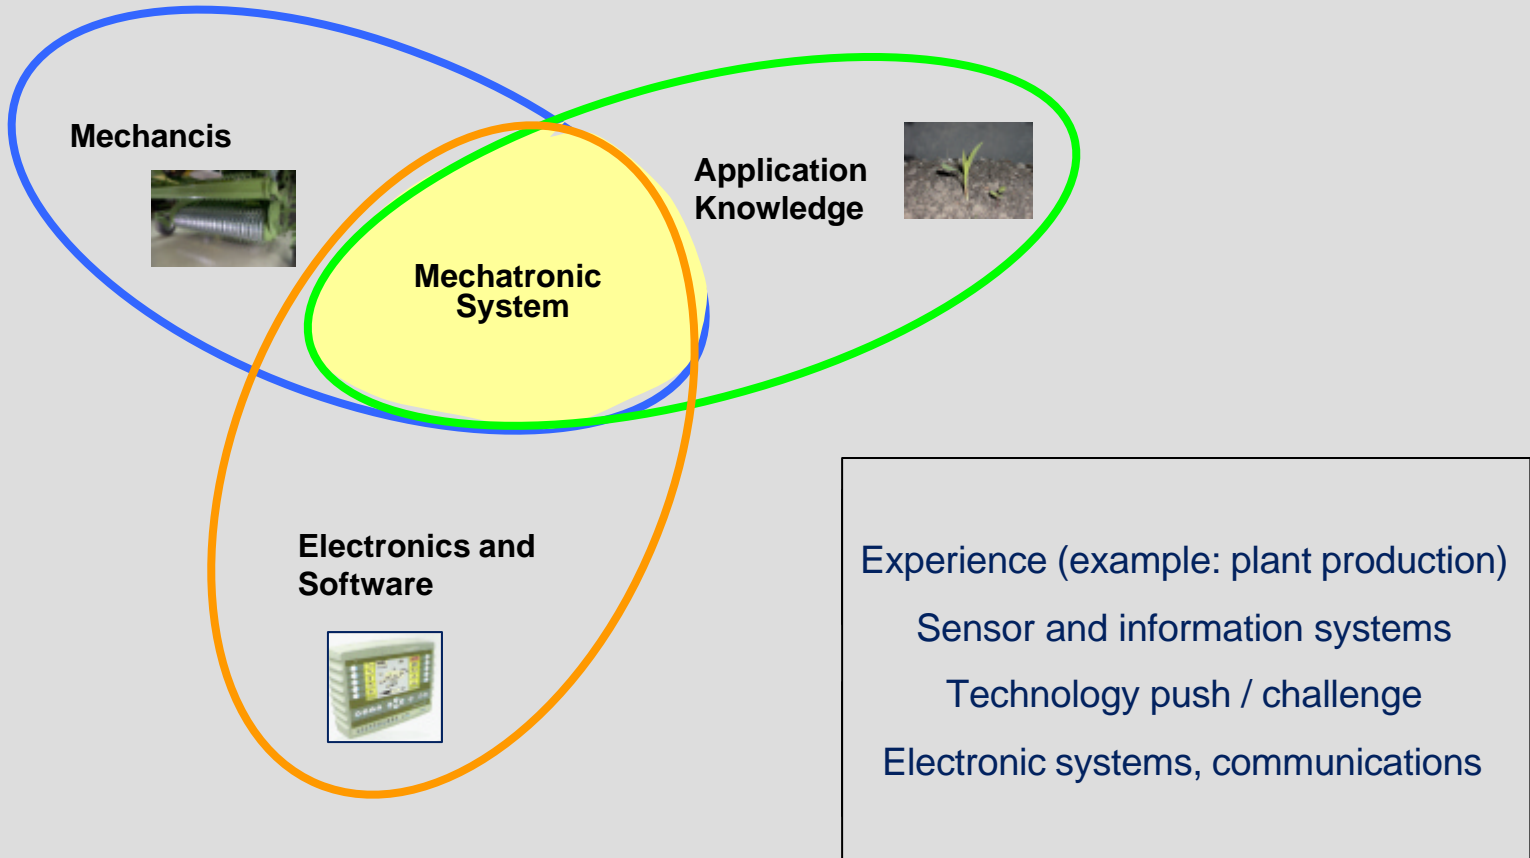 Mechancis
Application
Knowledge
Mechatronic
System
Electronics and
Software
Experience (example: plant production)
Sensor and information systems
Technology push / challenge
Electronic systems, communications